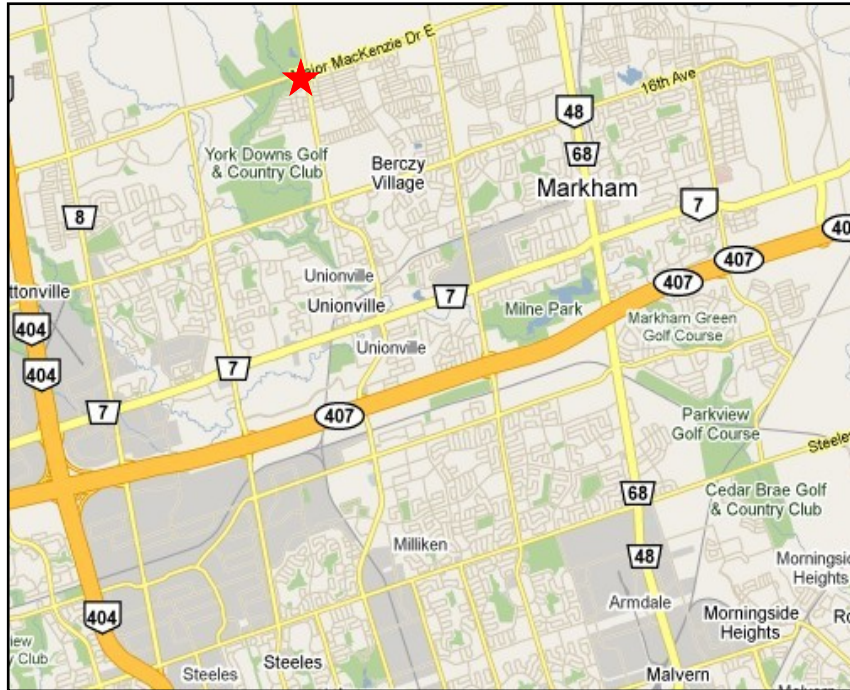 Major MacKenzie Dr E
16th Ave
48
68
York Downs Golf
& Country Club
Berczy
Village
Markham
8
7
407
407
Unionville
Unionville
7
Milne Park
Markham Green
Golf Course
404
404
Unionville
7
7
407
Parkview
Golf Course
Steeles
68
Cedar Brae Golf
& Country Club
Milliken
48
Morningside
Heights
Armdale
Morningside
Heights
404
Steeles
Steeles
Malvern